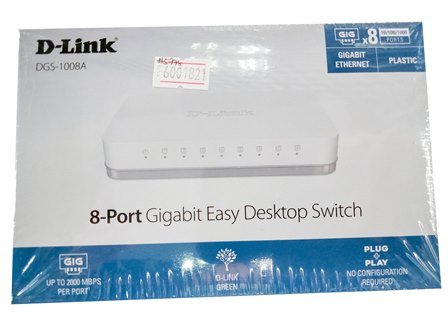 D-Link
DGS-1008A
6001821
GIG x8 10/100/1000 PORTS
GIGABIT ETHERNET
PLASTIC
D-Link
8-Port Gigabit Easy Desktop Switch
GIG
UP TO 2000 MBPS
PER PORT
D-LINK
GREEN
PLUG
+ PLAY
NO CONFIGURATION
REQUIRED